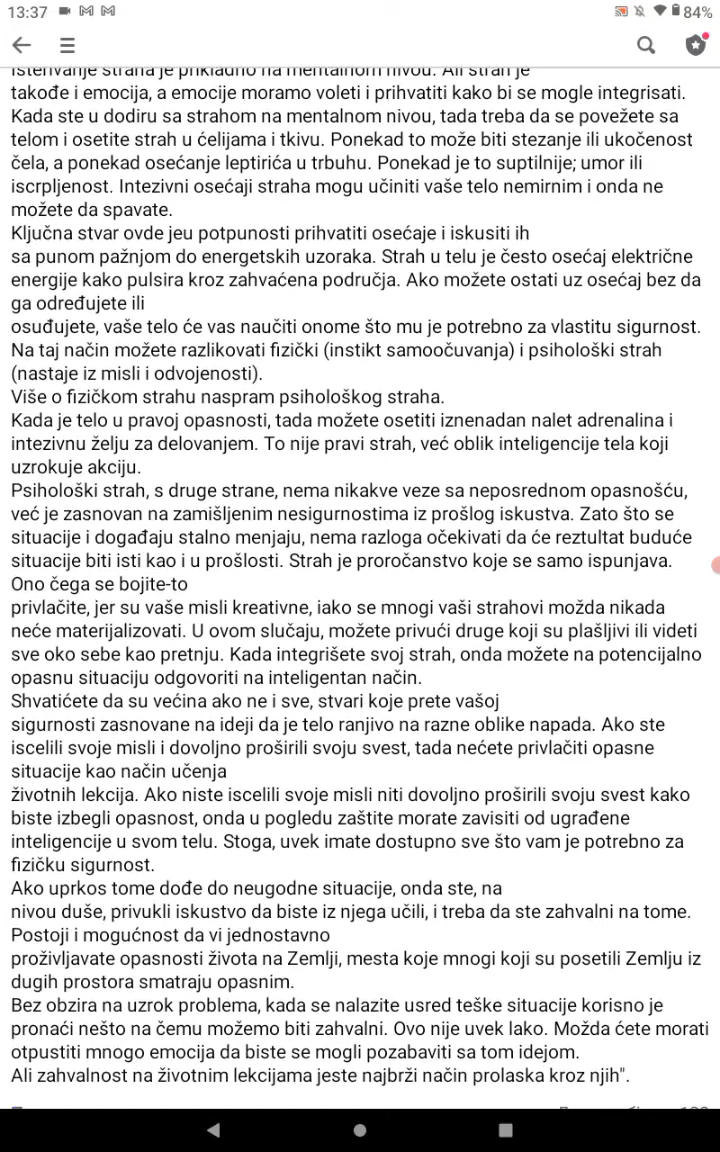 13:37
84%
Isterivanje straha je prikladno na mentalnom nivou. Ali strah je
takođe i emocija, a emocije moramo voleti i prihvatiti kako bi se mogle integrisati.
Kada ste u dodiru sa strahom na mentalnom nivou, tada treba da se povežete sa
telom i osetite strah u ćelijama i tkivu. Ponekad to može biti stezanje ili ukočenost
čela, a ponekad osećanje leptirića u trbuhu. Ponekad je to suptilnije; umor ili
iscrpljenost. Intezivni osećaji straha mogu učiniti vaše telo nemirnim i onda ne
možete da spavate.
Ključna stvar ovde jeu potpunosti prihvatiti osećaje i iskusiti ih
sa punom pažnjom do energetskih uzoraka. Strah u telu je često osećaj električne
energije kako pulsira kroz zahvaćena područja. Ako možete ostati uz osećaj bez da
ga određujete ili
osuđujete, vaše telo će vas naučiti onome što mu je potrebno za vlastitu sigurnost.
Na taj način možete razlikovati fizički (instikt samoočuvanja) i psihološki strah
(nastaje iz misli i odvojenosti).
Više o fizičkom strahu naspram psihološkog straha.
Kada je telo u pravoj opasnosti, tada možete osetiti iznenadan nalet adrenalina i
intezivnu želju za delovanjem. To nije pravi strah, već oblik inteligencije tela koji
uzrokuje akciju.
Psihološki strah, s druge strane, nema nikakve veze sa neposrednom opasnošću,
već je zasnovan na zamišljenim nesigurnostima iz prošlog iskustva. Zato što se
situacije i događaju stalno menjaju, nema razloga očekivati da će reztultat buduće
situacije biti isti kao i u prošlosti. Strah je proročanstvo koje se samo ispunjava.
Ono čega se bojite-to
privlačite, jer su vaše misli kreativne, iako se mnogi vaši strahovi možda nikada
neće materijalizovati. U ovom slučaju, možete privući druge koji su plašljivi ili videti
sve oko sebe kao pretnju. Kada integrišete svoj strah, onda možete na potencijalno
opasnu situaciju odgovoriti na inteligentan način.
Shvatićete da su većina ako ne i sve, stvari koje prete vašoj
sigurnosti zasnovane na ideji da je telo ranjivo na razne oblike napada. Ako ste
iscelili svoje misli i dovoljno proširili svoju svest, tada nećete privlačiti opasne
situacije kao način učenja
životnih lekcija. Ako niste iscelili svoje misli niti dovoljno proširili svoju svest kako
biste izbegli opasnost, onda u pogledu zaštite morate zavisiti od ugrađene
inteligencije u svom telu. Stoga, uvek imate dostupno sve što vam je potrebno za
fizičku sigurnost.
Ako uprkos tome dođe do neugodne situacije, onda ste, na
nivou duše, privukli iskustvo da biste iz njega učili, i treba da ste zahvalni na tome.
Postoji i mogućnost da vi jednostavno
proživljavate opasnosti života na Zemlji, mesta koje mnogi koji su posetili Zemlju iz
dugih prostora smatraju opasnim.
Bez obzira na uzrok problema, kada se nalazite usred teške situacije korisno je
pronaći nešto na čemu možemo biti zahvalni. Ovo nije uvek lako. Možda ćete morati
otpustiti mnogo emocija da biste se mogli pozabaviti sa tom idejom.
Ali zahvalnost na životnim lekcijama jeste najbrži način prolaska kroz njih".